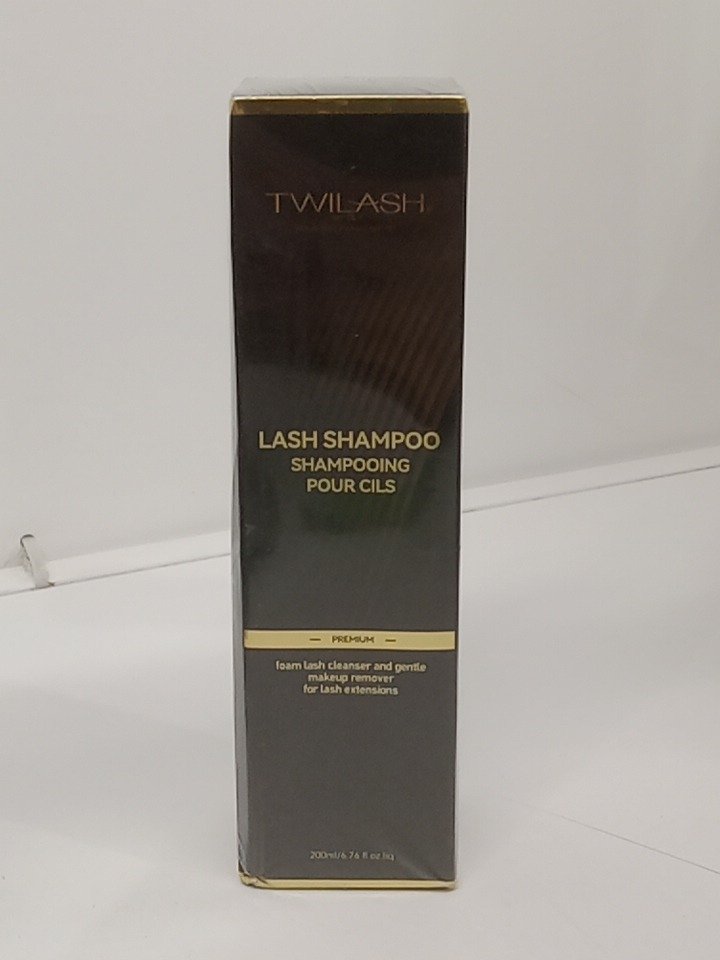 TWILASH
LASH SHAMPOO
SHAMPOOING
POUR CILS
— PREMIUM —
foam lash cleanser and gentle
makeup remover
for lash extensions
200ml/6.76 fl oz.liq